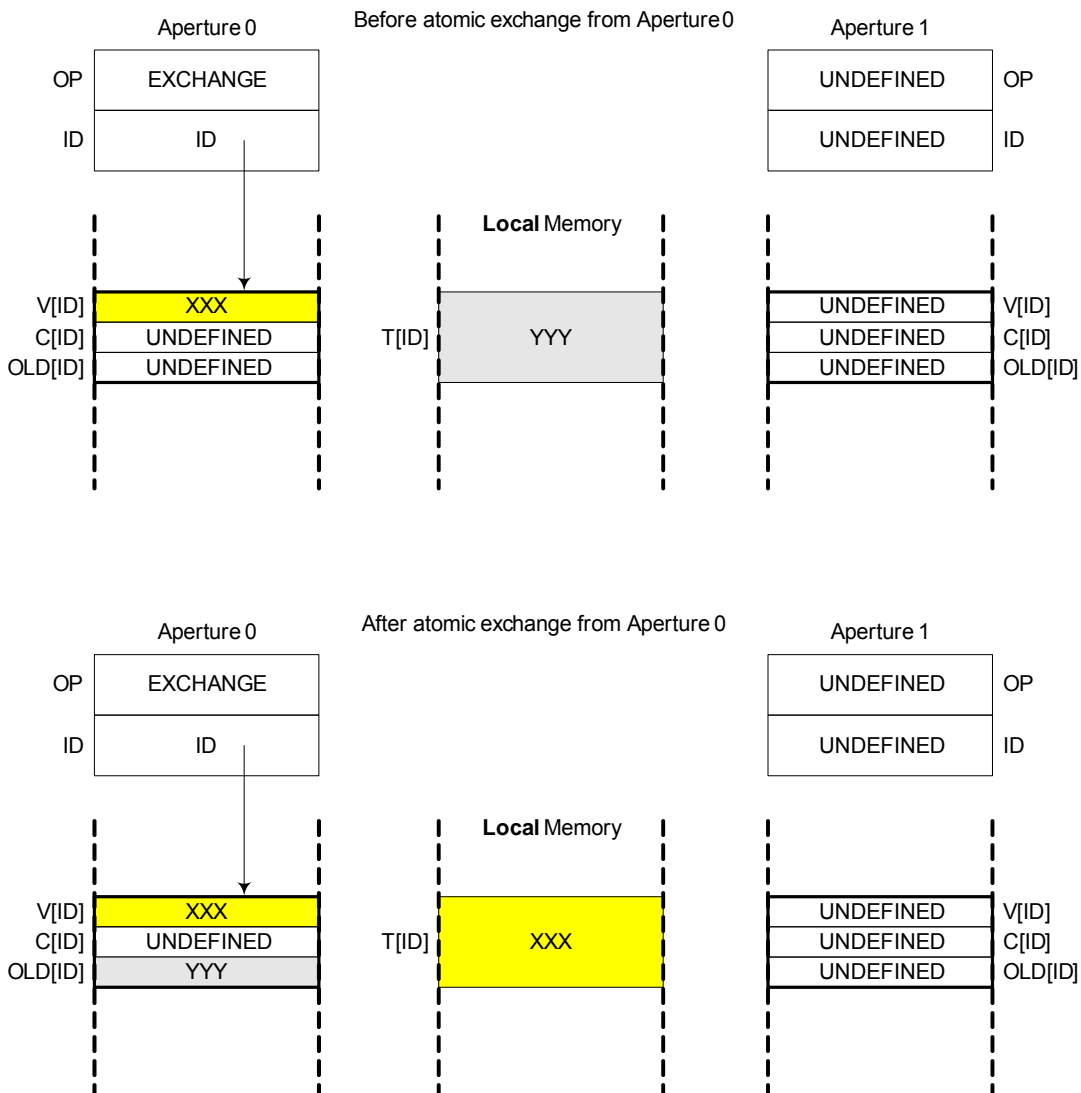 Before atomic exchange from Aperture 0
Aperture 0 Aperture 1
OP EXCHANGE UNDEFINED OP
ID ID UNDEFINED ID
Local Memory
V[ID] XXX UNDEFINED V[ID]
C[ID] UNDEFINED T[ID] YYY UNDEFINED C[ID]
OLD[ID] UNDEFINED UNDEFINED OLD[ID]
After atomic exchange from Aperture 0
Aperture 0 Aperture 1
OP EXCHANGE UNDEFINED OP
ID ID UNDEFINED ID
Local Memory
V[ID] XXX UNDEFINED V[ID]
C[ID] UNDEFINED T[ID] XXX UNDEFINED C[ID]
OLD[ID] YYY UNDEFINED OLD[ID]